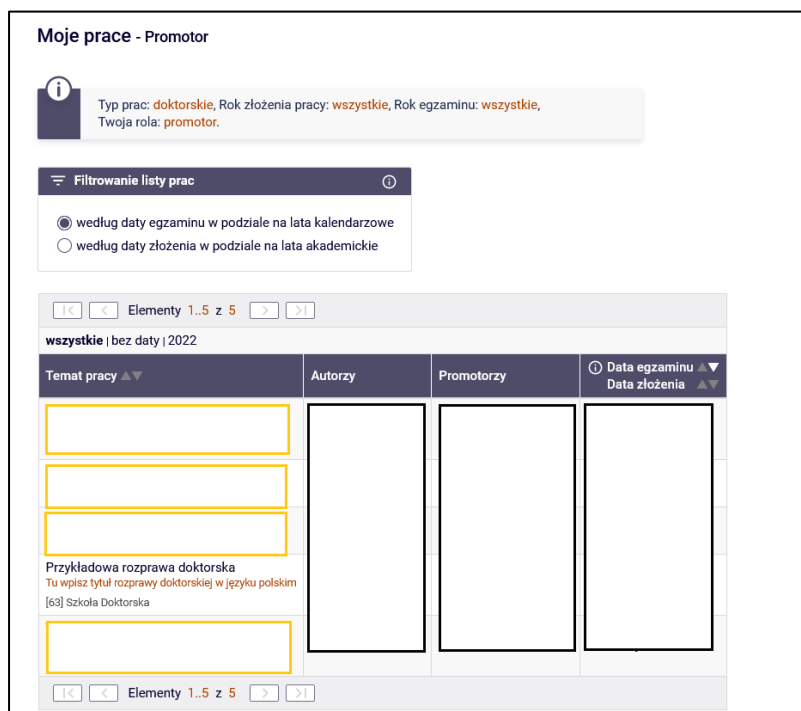 Moje prace - Promotor
Typ prac: doktorskie, Rok złożenia pracy: wszystkie, Rok egzaminu: wszystkie,
Twoja rola: promotor.
Filtrowanie listy prac
według daty egzaminu w podziale na lata kalendarzowe
według daty złożenia w podziale na lata akademickie
Elementy 1..5 z 5
wszystkie | bez daty | 2022
Temat pracy Autorzy Promotorzy Data egzaminu
Data złożenia
Przykładowa rozprawa doktorska
Tu wpisz tytuł rozprawy doktorskiej w języku polskim
[63] Szkoła Doktorska
Elementy 1..5 z 5